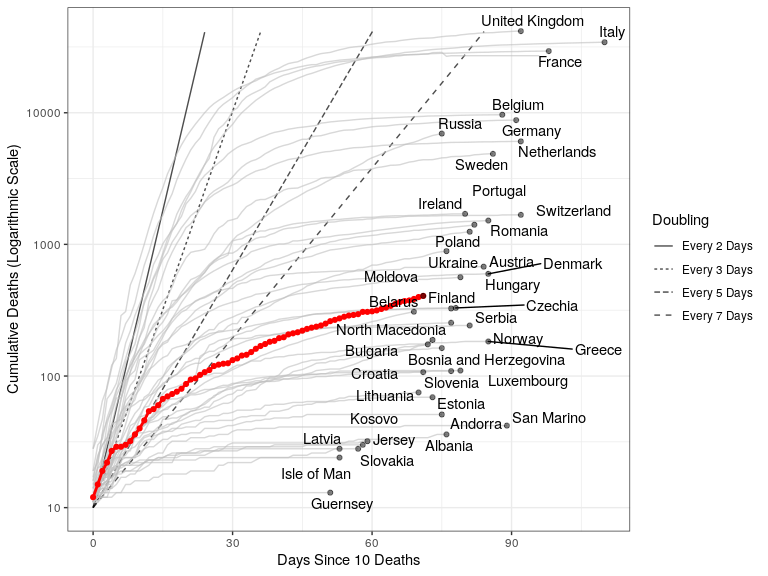 United Kingdom
Italy
France
Belgium
Russia
Germany
Netherlands
Sweden
Portugal
Ireland
Switzerland
Romania
Poland
Ukraine
Austria
Denmark
Moldova
Hungary
Belarus
Finland
Czechia
Serbia
North Macedonia
Norway
Bulgaria
Greece
Bosnia and Herzegovina
Croatia
Slovenia
Luxembourg
Lithuania
Estonia
Kosovo
San Marino
Andorra
Latvia
Jersey
Albania
Slovakia
Isle of Man
Guernsey
10000
1000
100
10
0
30
60
90
Days Since 10 Deaths
Cumulative Deaths (Logarithmic Scale)
Doubling
Every 2 Days
Every 3 Days
Every 5 Days
Every 7 Days